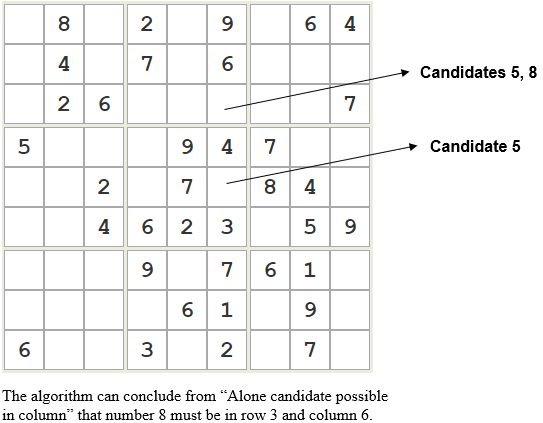 8 2 9 6 4
4 7 6
Candidates 5, 8
2 6 7
5 9 4 7
Candidate 5
2 7 8 4
4 6 2 3 5 9
9 7 6 1
6 1 9
6 3 2 7
The algorithm can conclude from “Alone candidate possible
in column” that number 8 must be in row 3 and column 6.